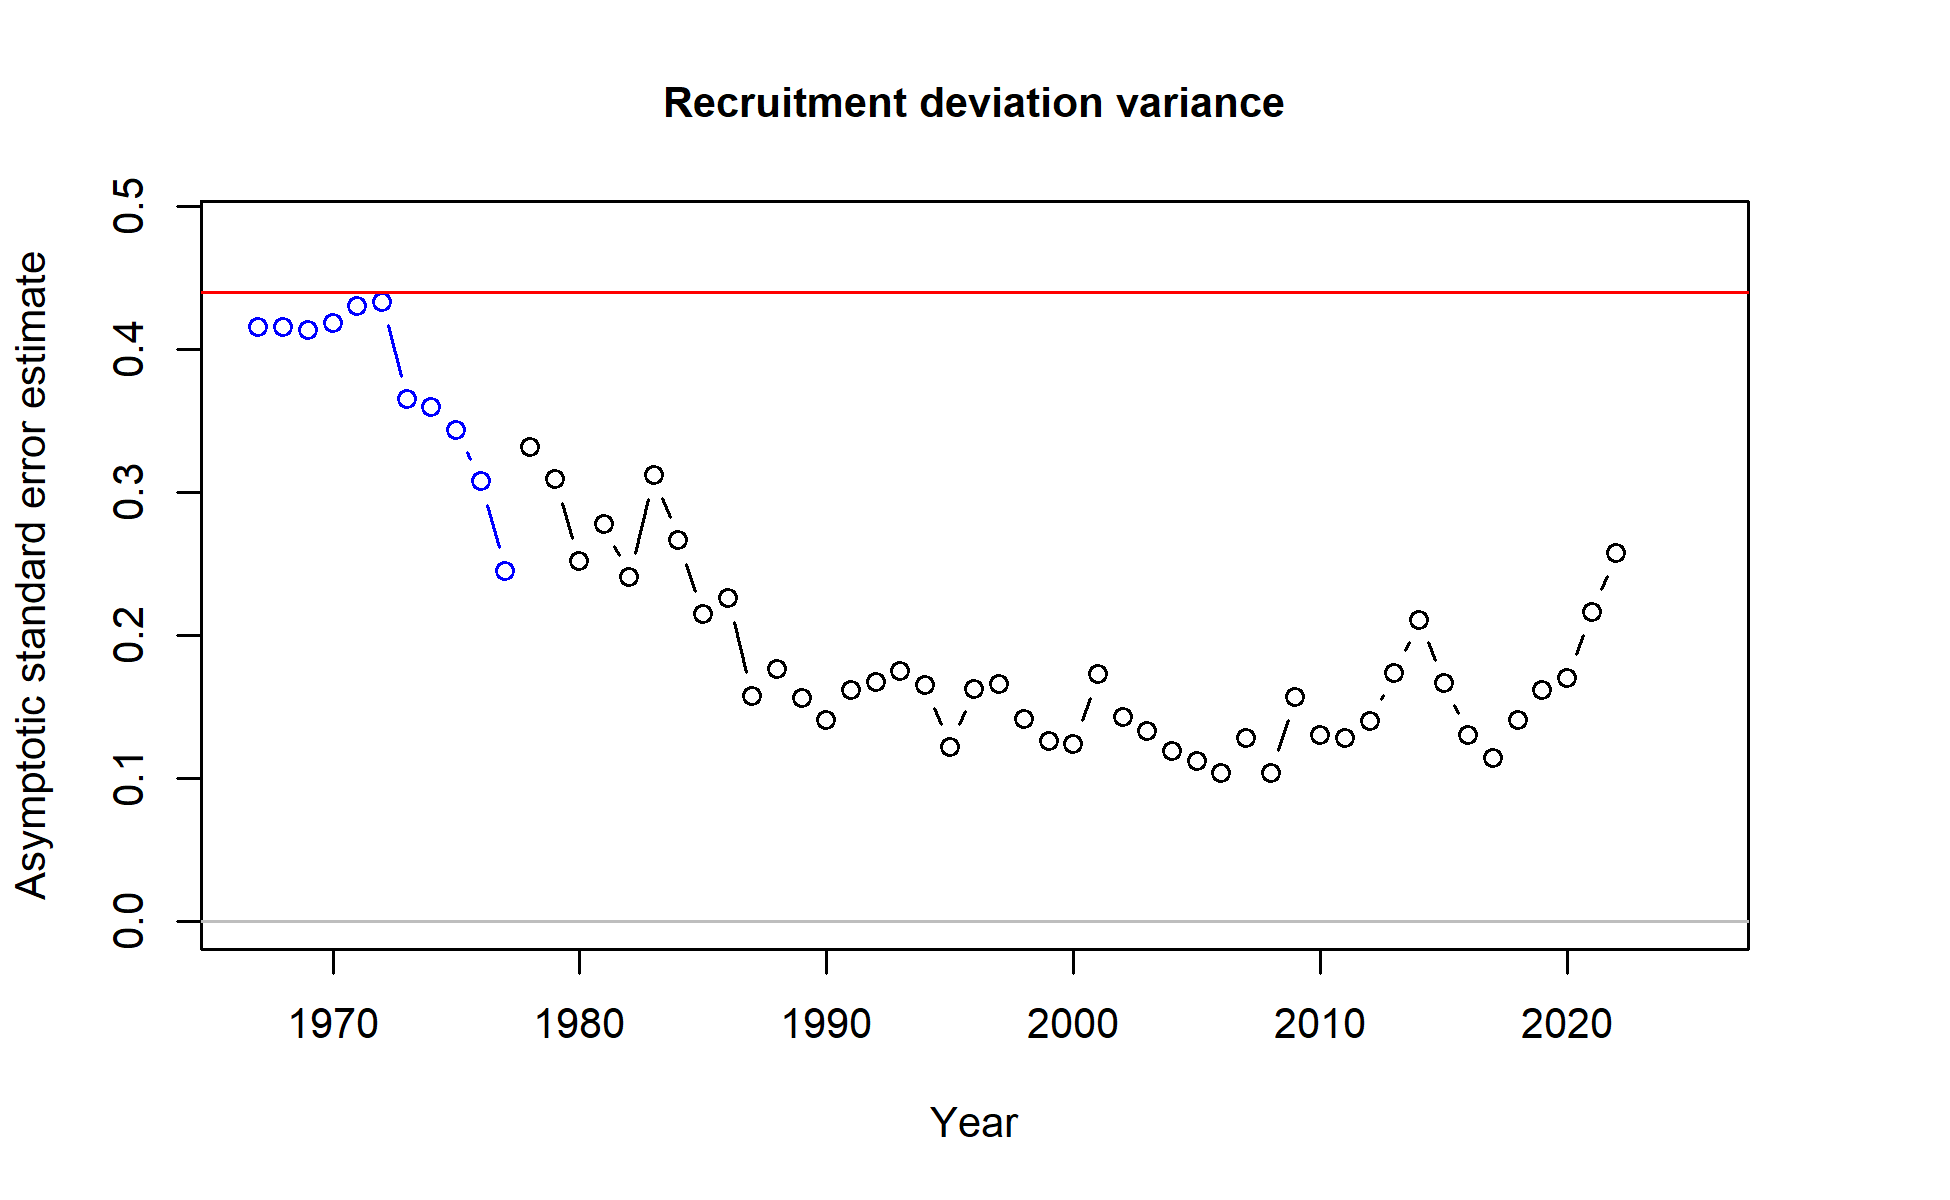 Recruitment deviation variance
Asymptotic standard error estimate
0.5
0.4
0.3
0.2
0.1
0.0
1970 1980 1990 2000 2010 2020
Year